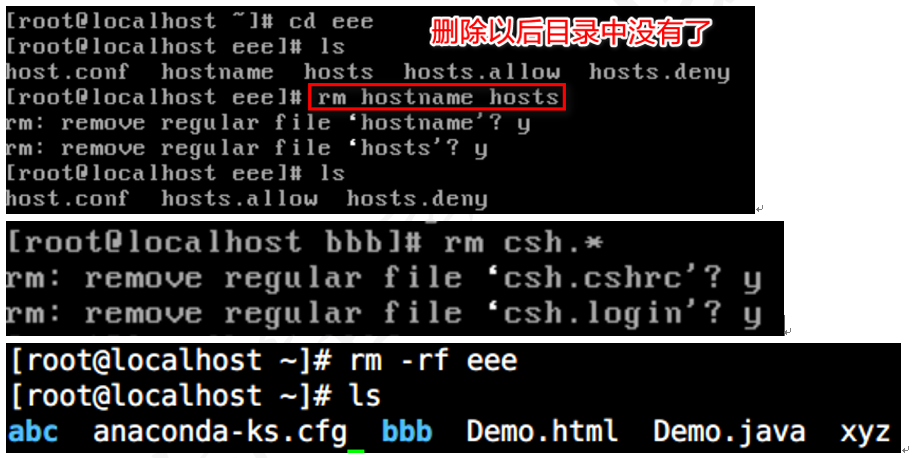 [root@localhost ~]# cd eee
删除以后目录中没有了
[root@localhost eee]# ls
host.conf  hostname  hosts  hosts.allow  hosts.deny
[root@localhost eee]# rm hostname hosts
rm: remove regular file ‘hostname’? y
rm: remove regular file ‘hosts’? y
[root@localhost eee]# ls
host.conf  hosts.allow  hosts.deny
[root@localhost bbb]# rm csh.*
rm: remove regular file ‘csh.cshrc’? y
rm: remove regular file ‘csh.login’? y
[root@localhost ~]# rm -rf eee
[root@localhost ~]# ls
abc  anaconda-ks.cfg  bbb  Demo.html  Demo.java  xyz